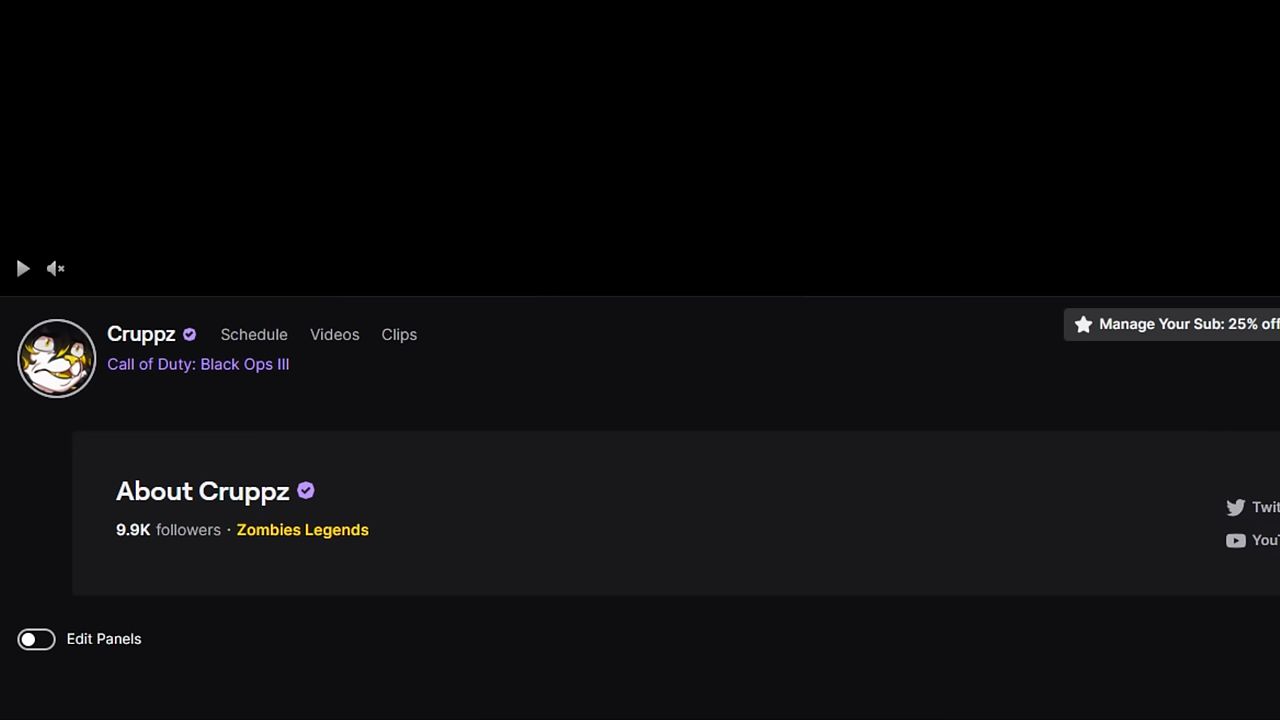 Cruppz Schedule Videos Clips
Call of Duty: Black Ops III
Manage Your Sub: 25% off
About Cruppz
9.9K followers · Zombies Legends
Edit Panels